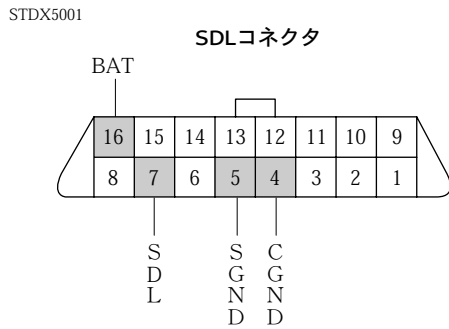 STDX5001
SDLコネクタ
BAT
16 15 14 13 12 11 10 9
8 7 6 5 4 3 2 1
SDL
SGND
CGND